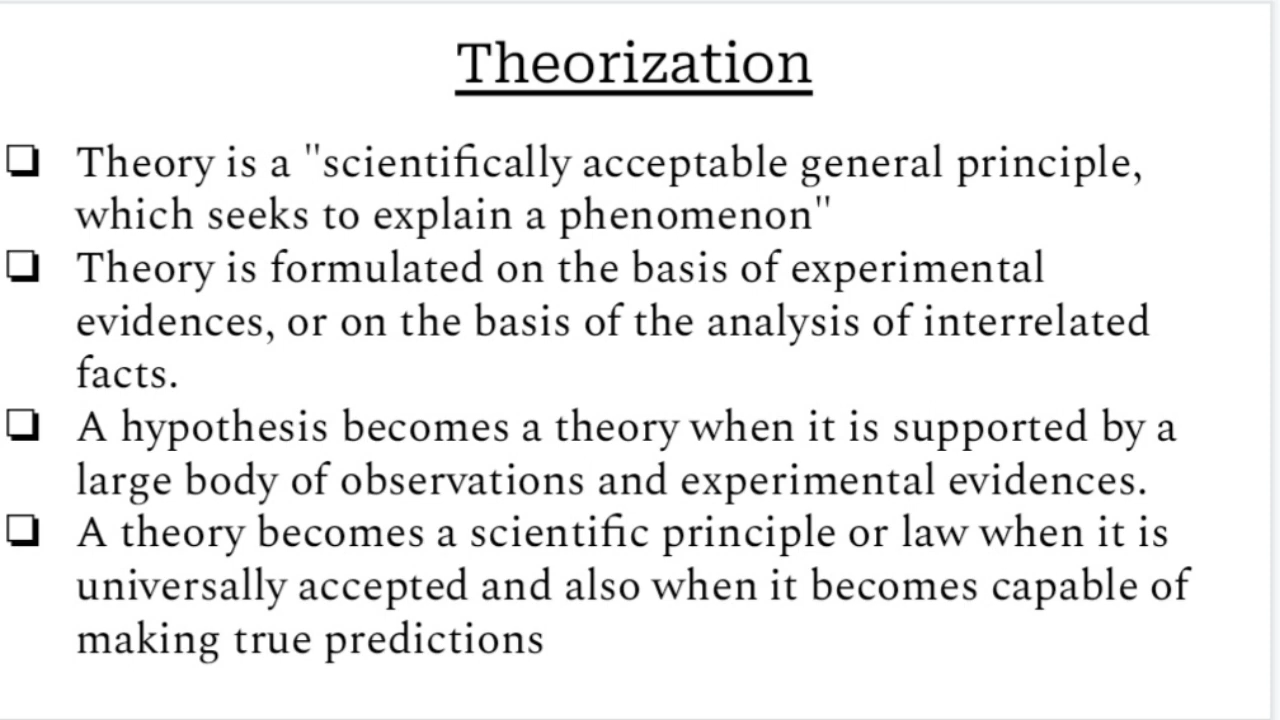 Theorization
❏ Theory is a "scientifically acceptable general principle,
which seeks to explain a phenomenon"
❏ Theory is formulated on the basis of experimental
evidences, or on the basis of the analysis of interrelated
facts.
❏ A hypothesis becomes a theory when it is supported by a
large body of observations and experimental evidences.
❏ A theory becomes a scientific principle or law when it is
universally accepted and also when it becomes capable of
making true predictions